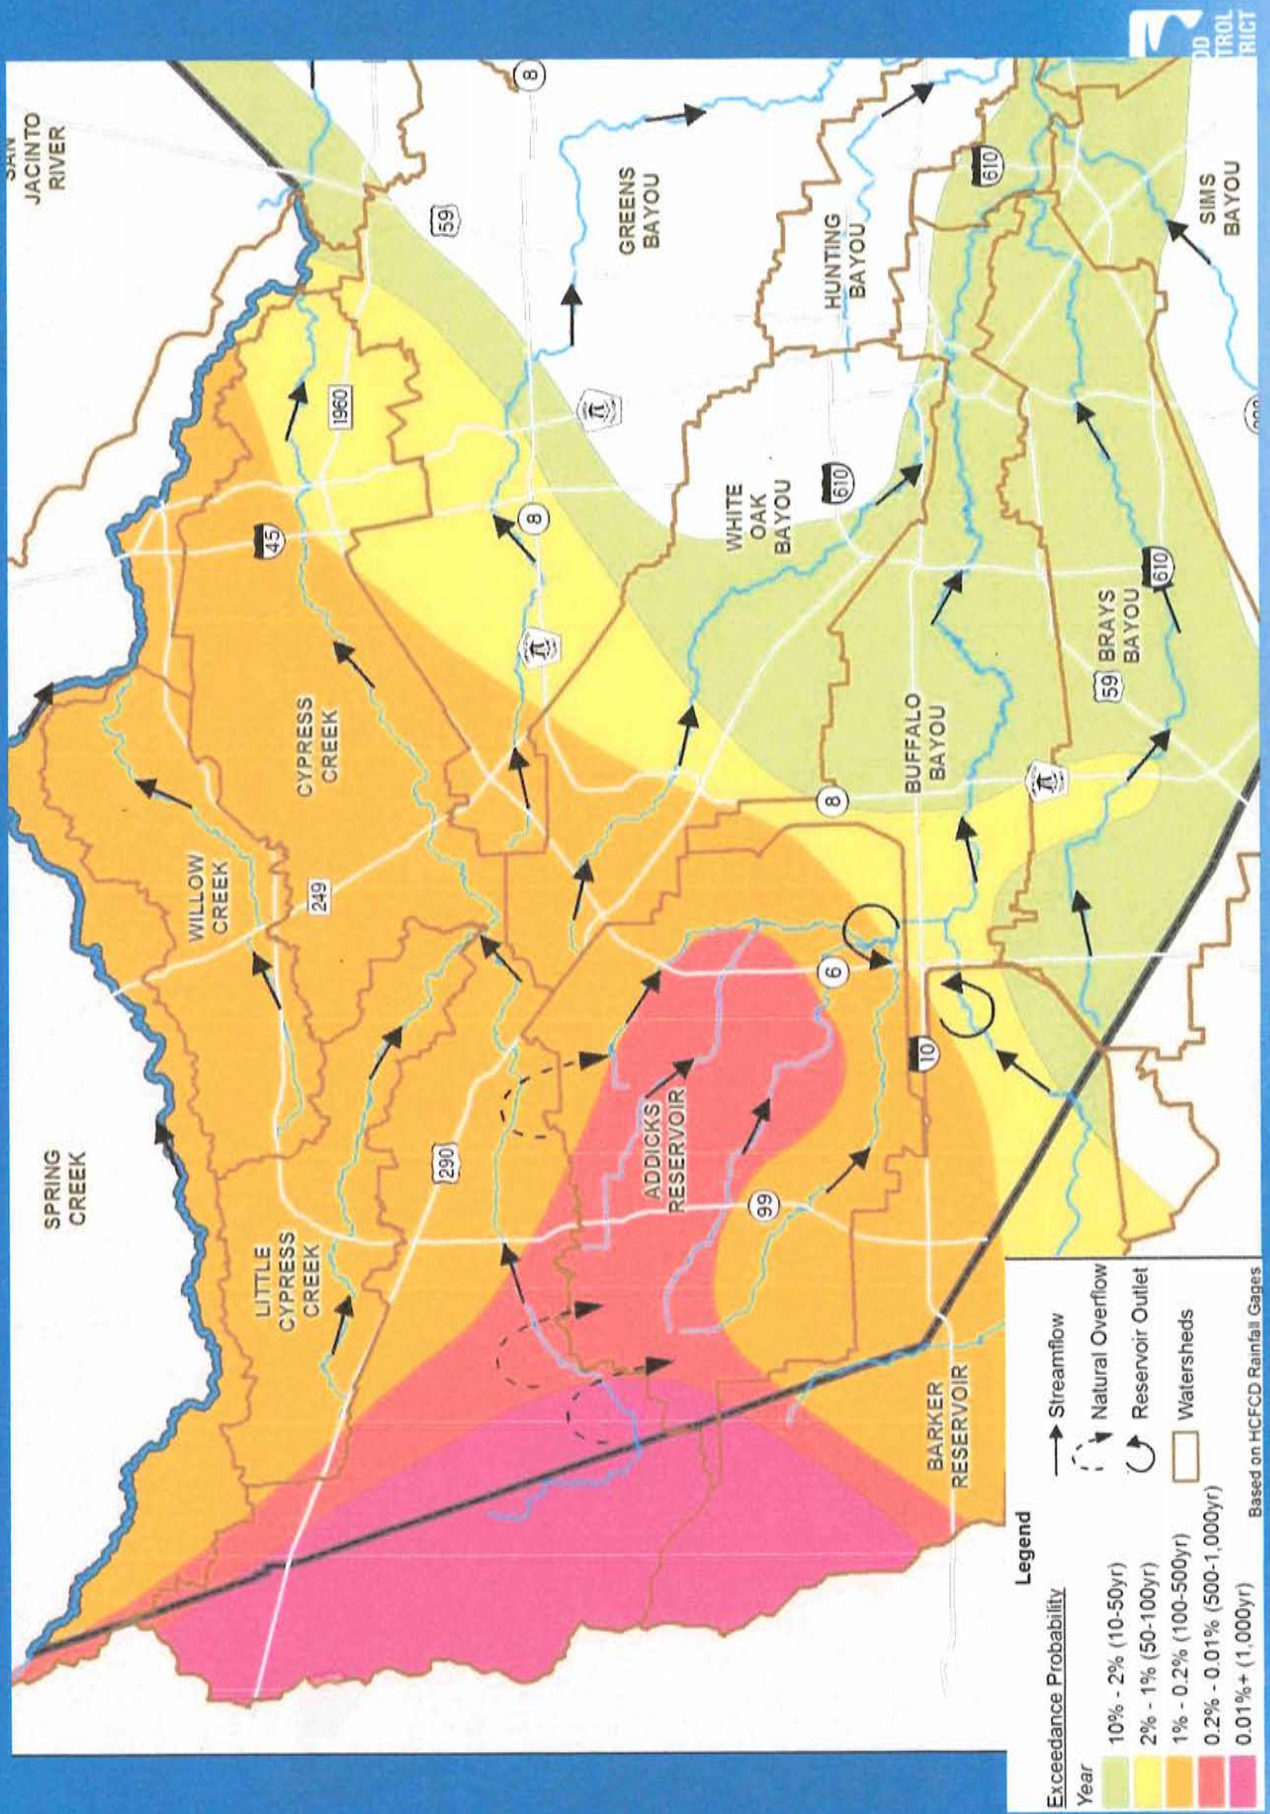 SAN
JACINTO
RIVER
SPRING
CREEK
WILLOW
CREEK
CYPRESS
CREEK
LITTLE
CYPRESS
CREEK
GREENS
BAYOU
HUNTING
BAYOU
WHITE
OAK
BAYOU
ADDICKS
RESERVOIR
BARKER
RESERVOIR
BUFFALO
BAYOU
BRAYS
BAYOU
SIMS
BAYOU
290
249
45
1960
59
8
8
8
6
99
10
610
610
610
59
Legend
Exceedance Probability
Year
10% - 2% (10-50yr)
2% - 1% (50-100yr)
1% - 0.2% (100-500yr)
0.2% - 0.01% (500-1,000yr)
0.01%+ (1,000yr)
Streamflow
Natural Overflow
Reservoir Outlet
Watersheds
Based on HCFCD Rainfall Gages
OD
TROL
TRICT